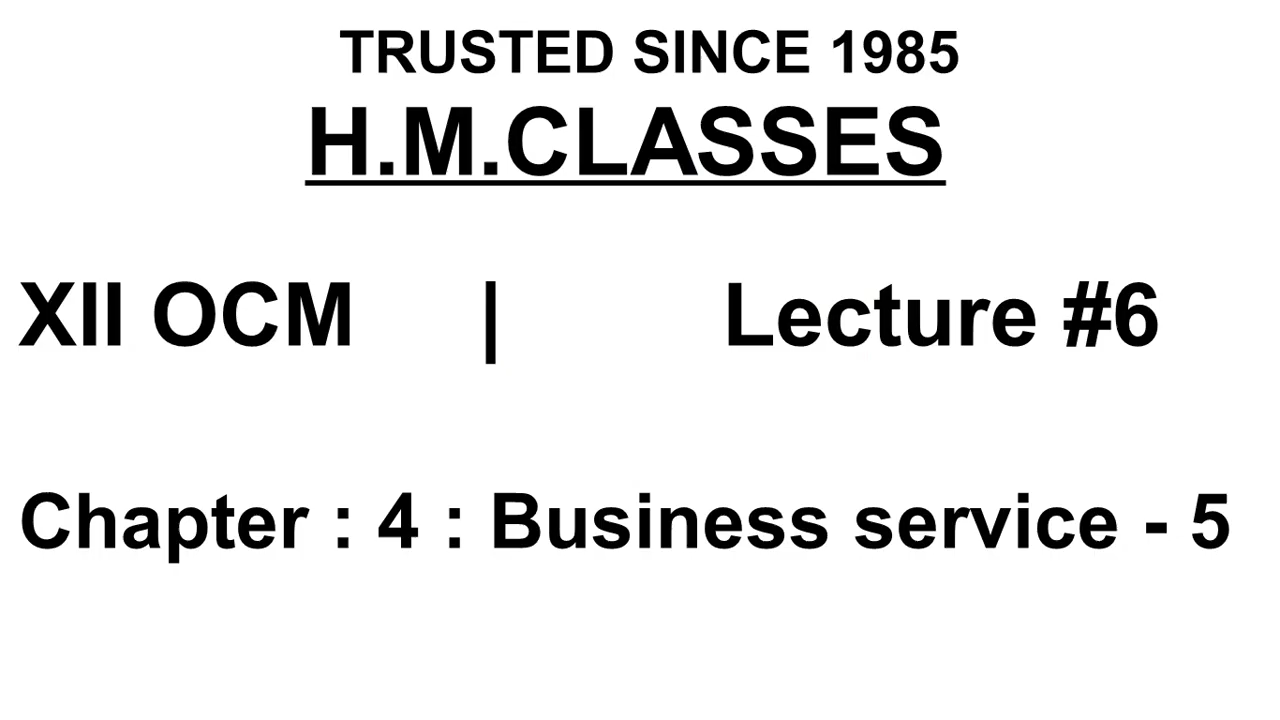 TRUSTED SINCE 1985
H.M.CLASSES
XII OCM | Lecture #6
Chapter : 4 : Business service - 5